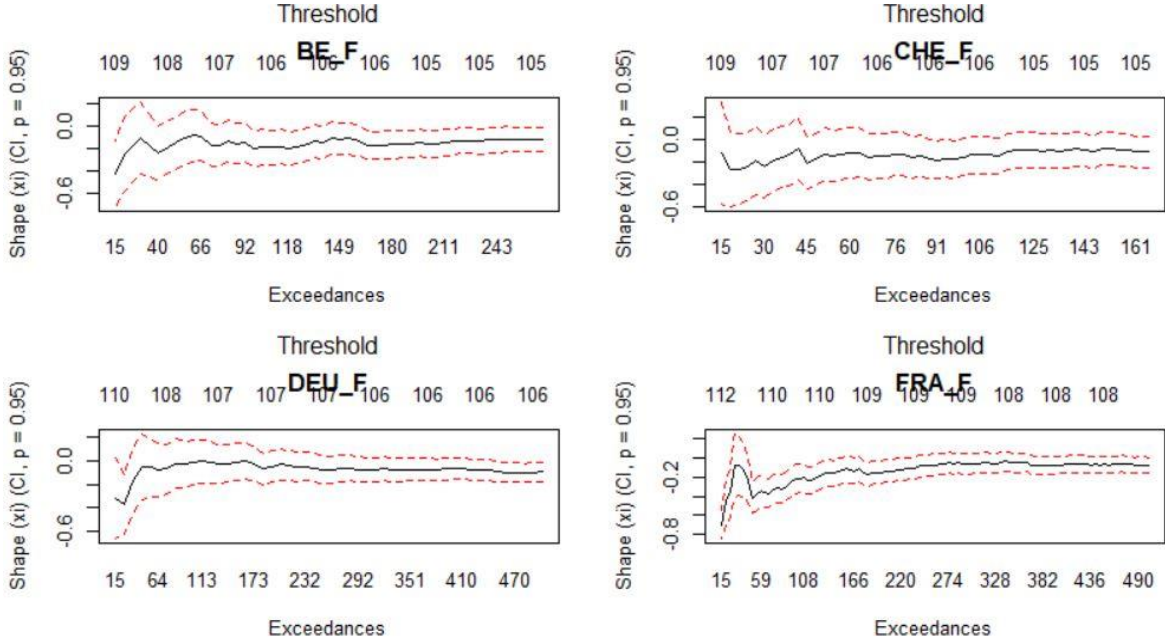 Threshold
BE_F
109 108 107 106 106 106 105 105 105
Shape (xi) (CI, p = 0.95)
0.0
-0.6
15 40 66 92 118 149 180 211 243
Exceedances
Threshold
CHE_F
109 107 107 106 106 106 105 105 105
Shape (xi) (CI, p = 0.95)
0.0
-0.6
15 30 45 60 76 91 106 125 143 161
Exceedances
Threshold
DEU_F
110 108 107 107 107 106 106 106 106
Shape (xi) (CI, p = 0.95)
0.0
-0.6
15 64 113 173 232 292 351 410 470
Exceedances
Threshold
FRA_F
112 110 110 109 109 109 108 108 108
Shape (xi) (CI, p = 0.95)
-0.2
-0.8
15 59 108 166 220 274 328 382 436 490
Exceedances